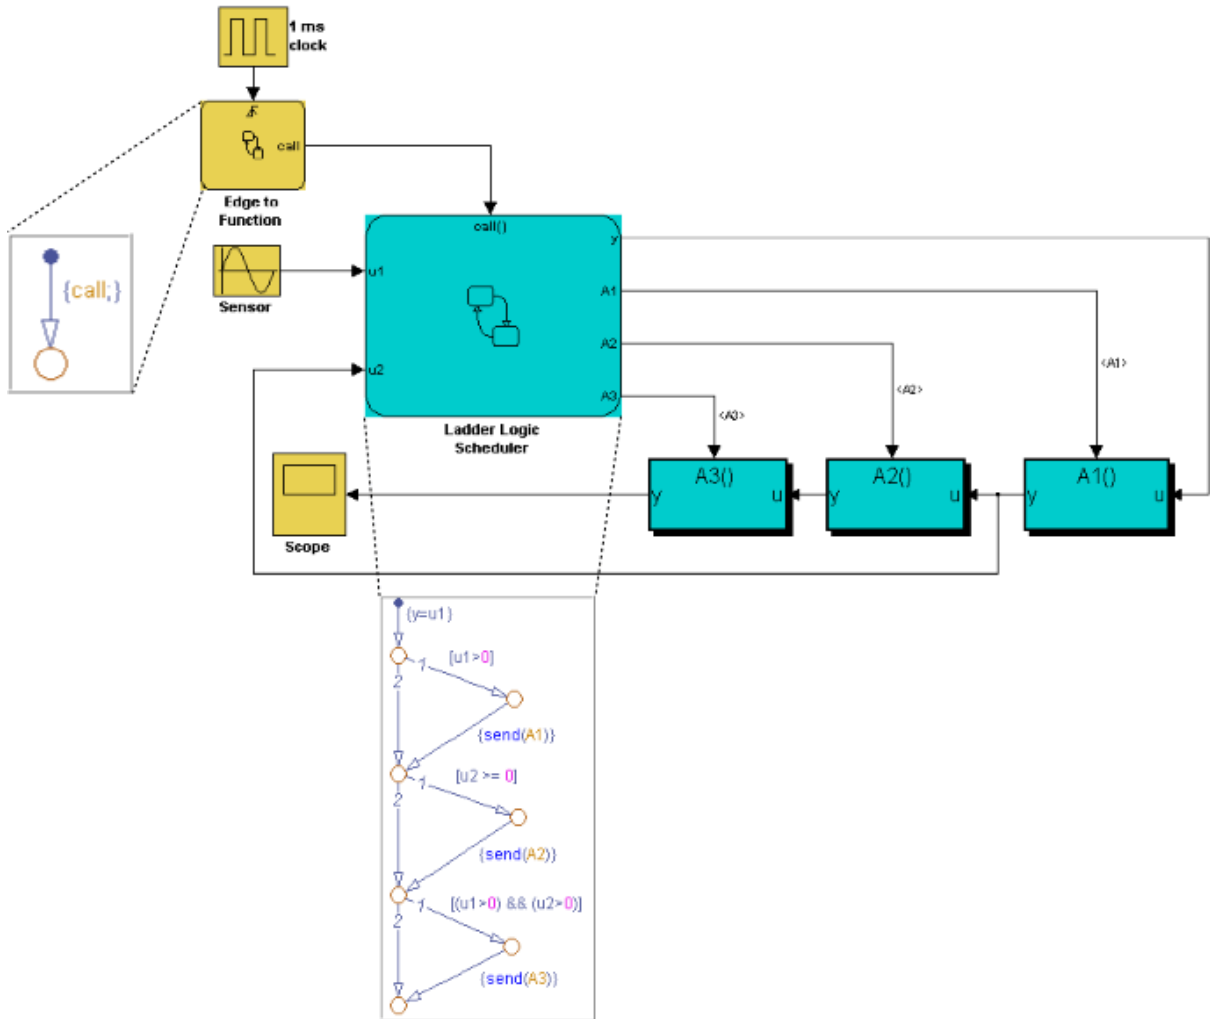 1 ms
clock
call
Edge to
Function
{call;}
Sensor
call()
u1
u2
y
A1
A2
A3
Ladder Logic
Scheduler
<A1>
<A2>
<A3>
A3()
y
u
A2()
y
u
A1()
y
u
Scope
{y=u1}
1
[u1>0]
2
{send(A1)}
1
[u2 >= 0]
2
{send(A2)}
1
[(u1>0) && (u2>0)]
2
{send(A3)}